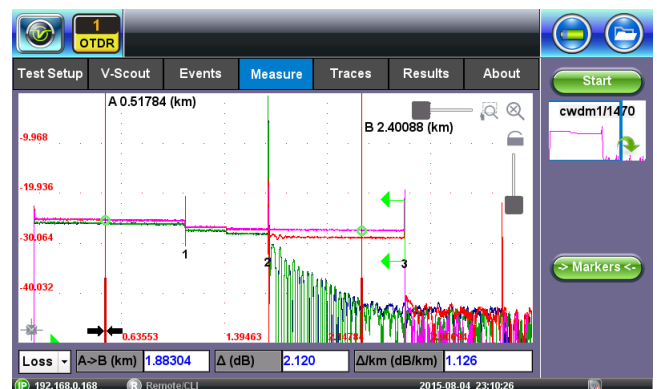 1
OTDR
Test Setup V-Scout Events Measure Traces Results About
Start
A 0.51784 (km)
B 2.40088 (km)
cwdm1/1470
-9.968
-19.936
-30.064
-40.032
1
2
3
0.63553 1.39463
-> Markers <-
Loss A->B (km) 1.88304 Δ (dB) 2.120 Δ/km (dB/km) 1.126
IP 192.168.0.168 R Remote/CLI 2015-08-04 23:10:26